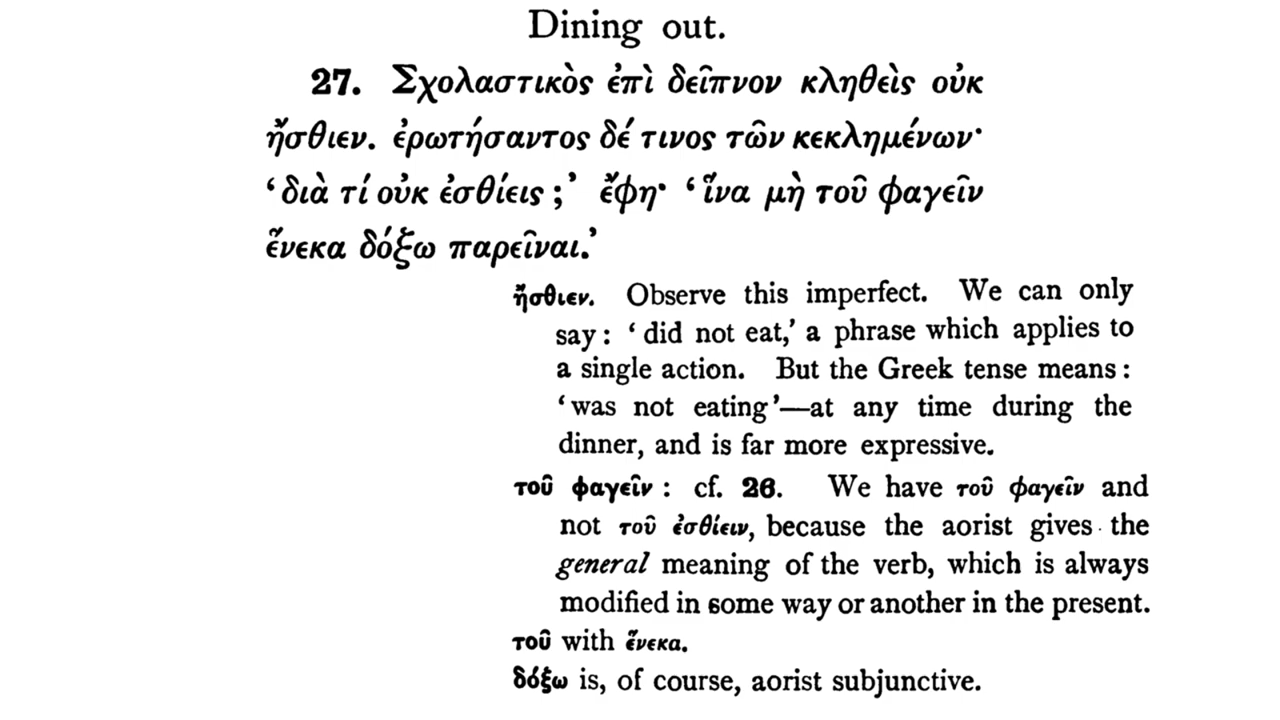 Dining out.
27. Σχολαστικὸς ἐπὶ δεῖπνον κληθεὶς οὐκ
ἤσθιεν. ἐρωτήσαντος δέ τινος τῶν κεκλημένων·
‘διὰ τί οὐκ ἐσθίεις ;’ ἔφη· ‘ἵνα μὴ τοῦ φαγεῖν
ἕνεκα δόξω παρεῖναι.’
ἤσθιεν. Observe this imperfect. We can only
say : ‘ did not eat,’ a phrase which applies to
a single action. But the Greek tense means :
‘was not eating’—at any time during the
dinner, and is far more expressive.
τοῦ φαγεῖν : cf. 26. We have τοῦ φαγεῖν and
not τοῦ ἐσθίειν, because the aorist gives the
general meaning of the verb, which is always
modified in some way or another in the present.
τοῦ with ἕνεκα.
δόξω is, of course, aorist subjunctive.